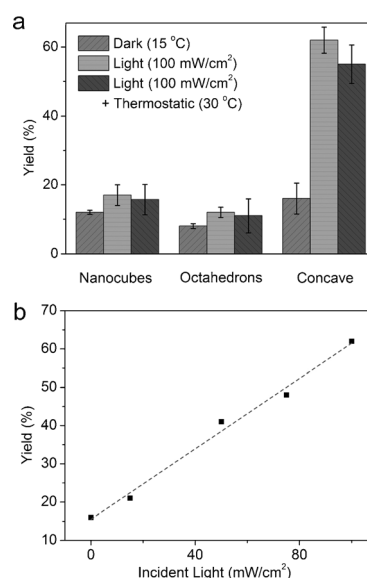 a
Dark (15 °C)
Light (100 mW/cm²)
Light (100 mW/cm²)
+ Thermostatic (30 °C)
Yield (%)
60
40
20
0
Nanocubes Octahedrons Concave
b
Yield (%)
70
60
50
40
30
20
10
0 40 80
Incident Light (mW/cm²)